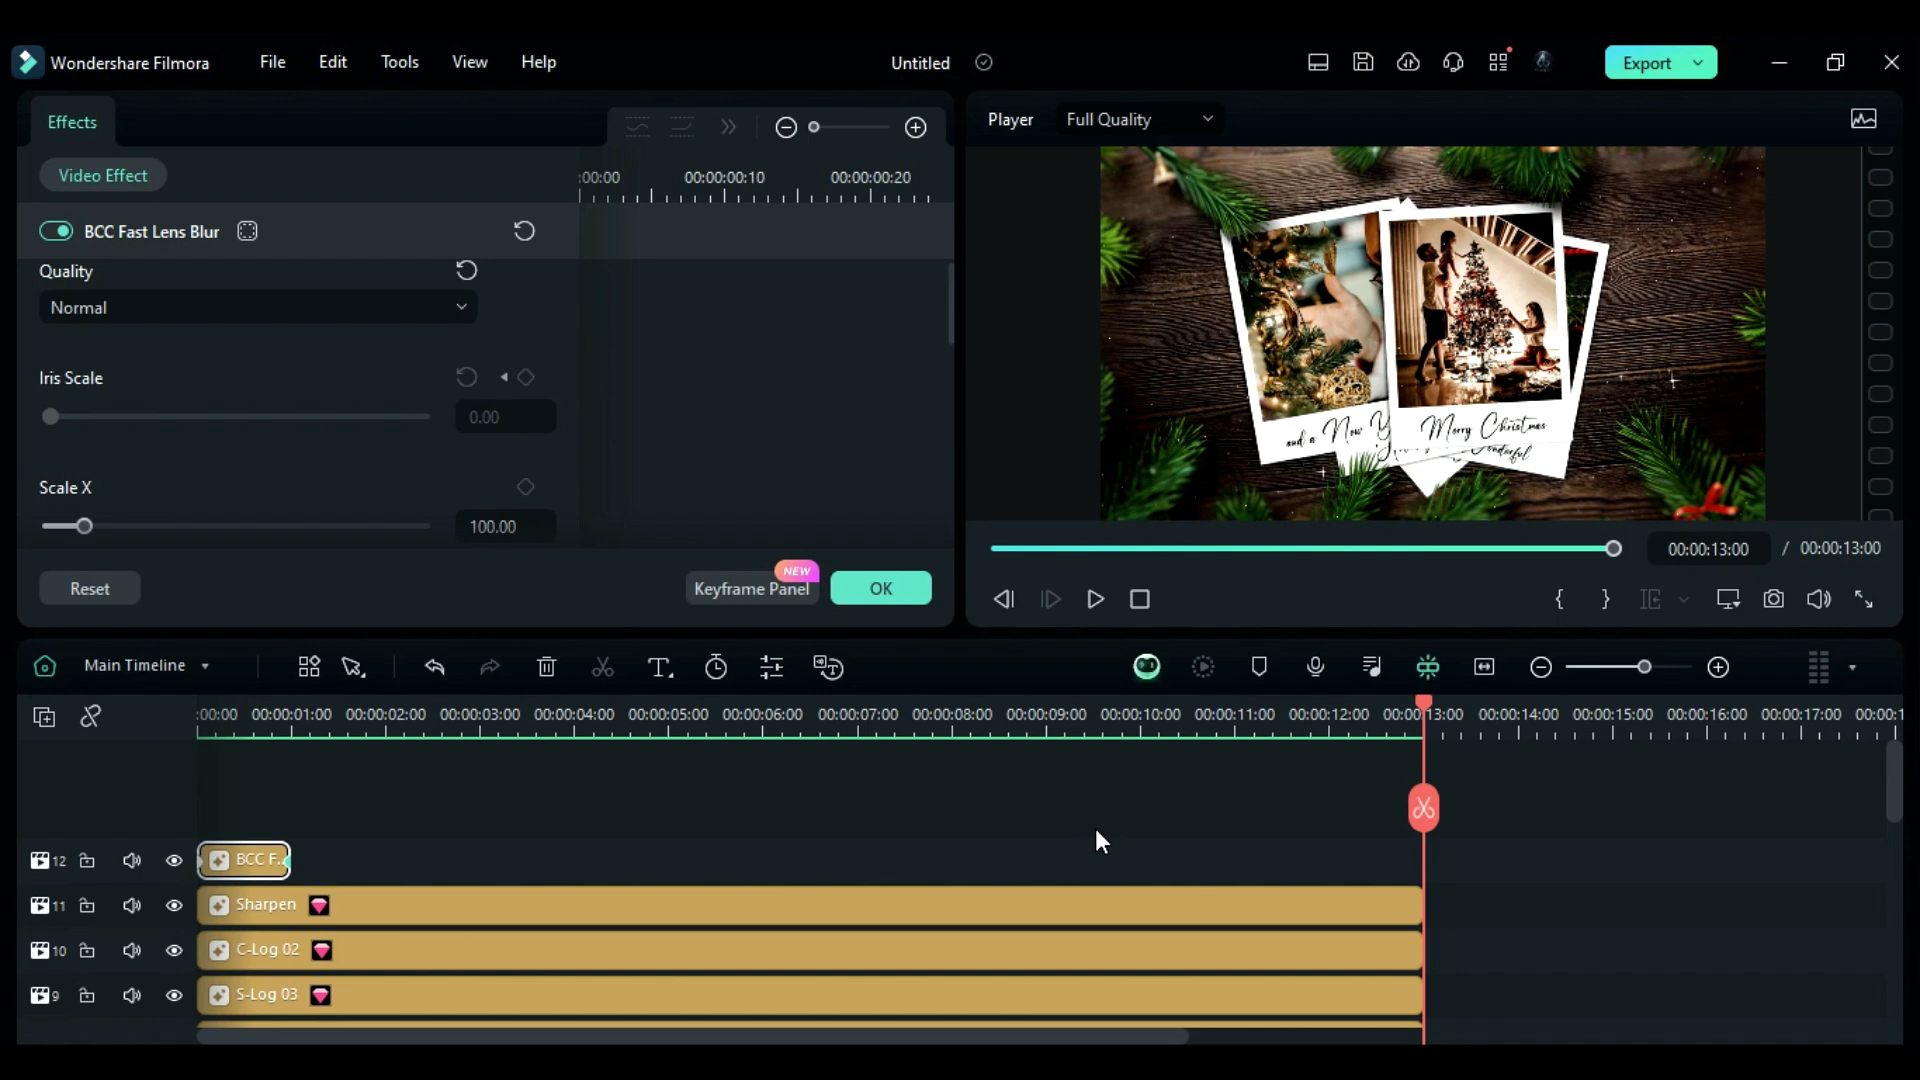 Wondershare Filmora File Edit Tools View Help Untitled Export
Effects
Player Full Quality
Video Effect
:00:00 00:00:00:10 00:00:00:20
BCC Fast Lens Blur
Quality
Normal
Iris Scale
0.00
Scale X
100.00
and a New Y
Merry Christmas
Wonderful
00:00:13:00 / 00:00:13:00
NEW
Reset Keyframe Panel OK
Main Timeline
:00:00 00:00:01:00 00:00:02:00 00:00:03:00 00:00:04:00 00:00:05:00 00:00:06:00 00:00:07:00 00:00:08:00 00:00:09:00 00:00:10:00 00:00:11:00 00:00:12:00 00:00:13:00 00:00:14:00 00:00:15:00 00:00:16:00 00:00:17:00 00:00:1
12 BCC F..
11 Sharpen
10 C-Log 02
9 S-Log 03